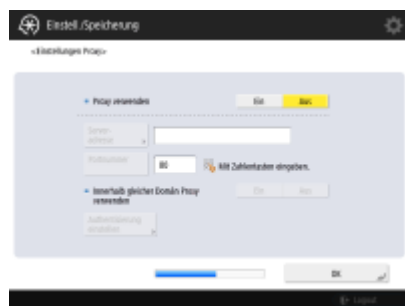 Einstell./Speicherung
<Einstellungen Proxy>
Proxy verwenden
Ein
Aus
Server-
adresse
Portnummer
80
Mit Zahlentasten eingeben.
Innerhalb gleicher Domän Proxy
verwenden
Ein
Aus
Authentisierung
einstellen
OK
Logout